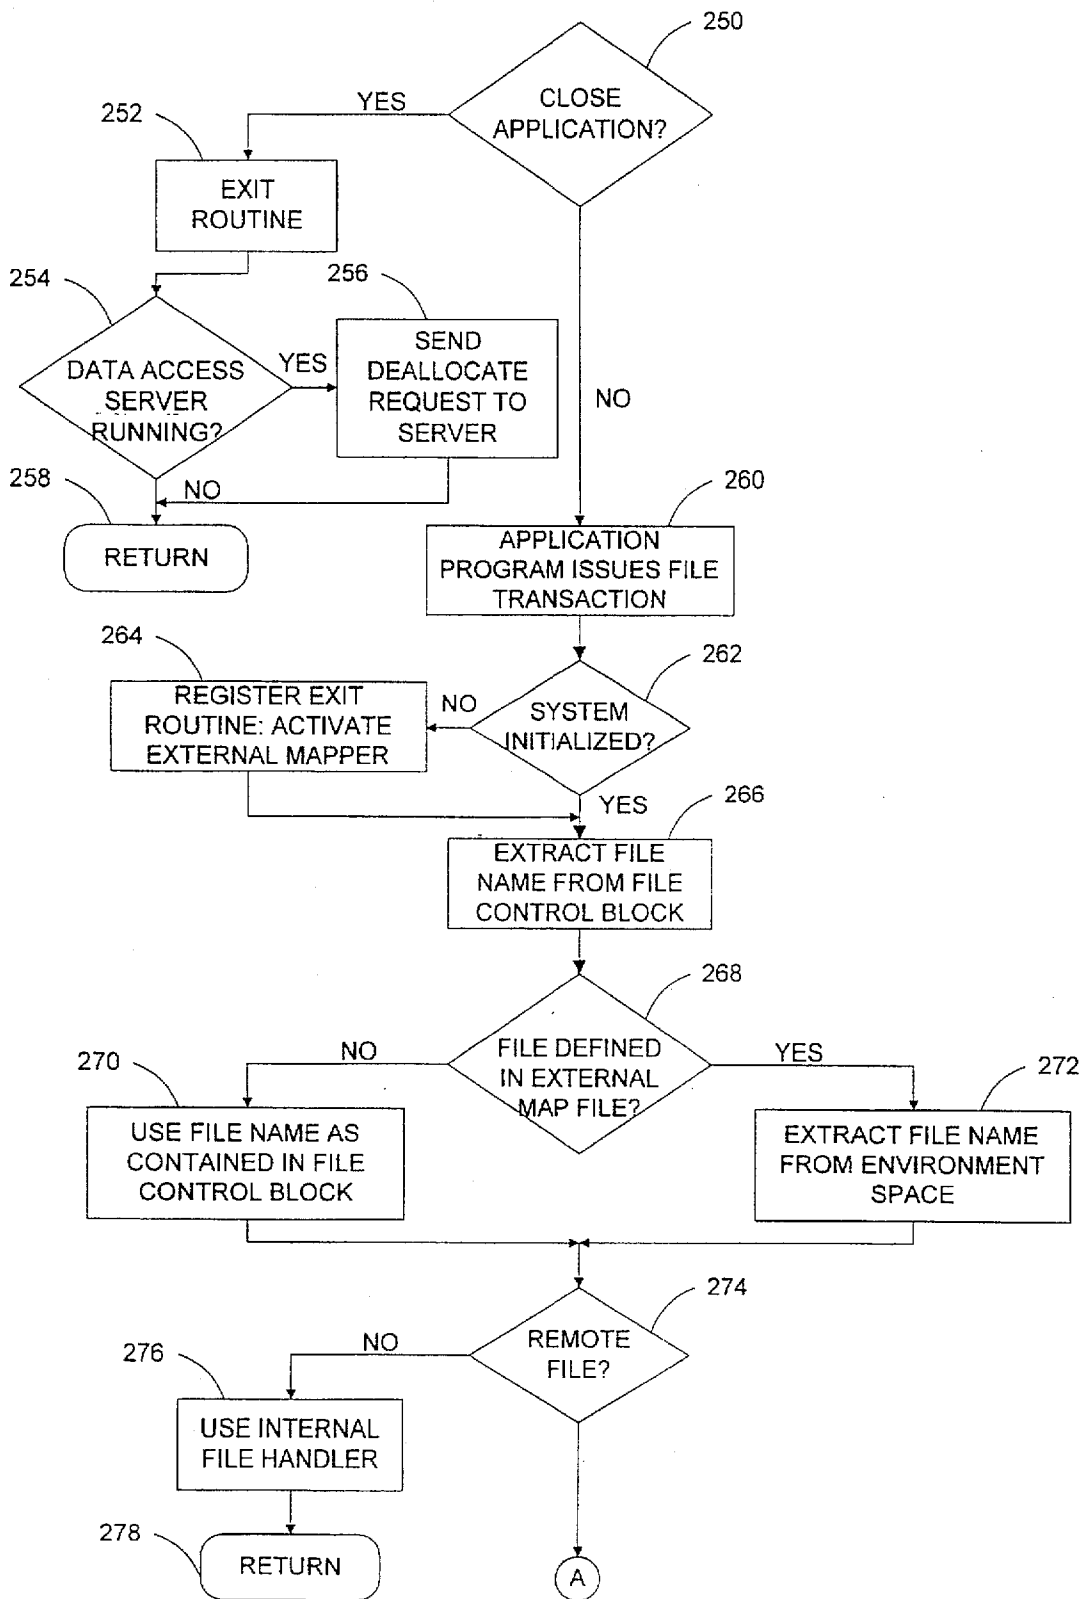 250
CLOSE
APPLICATION?
YES
252
EXIT
ROUTINE
254
DATA ACCESS
SERVER
RUNNING?
YES
256
SEND
DEALLOCATE
REQUEST TO
SERVER
NO
258
RETURN
NO
260
APPLICATION
PROGRAM ISSUES FILE
TRANSACTION
262
SYSTEM
INITIALIZED?
NO
264
REGISTER EXIT
ROUTINE: ACTIVATE
EXTERNAL MAPPER
YES
266
EXTRACT FILE
NAME FROM FILE
CONTROL BLOCK
268
FILE DEFINED
IN EXTERNAL
MAP FILE?
NO
270
USE FILE NAME AS
CONTAINED IN FILE
CONTROL BLOCK
YES
272
EXTRACT FILE NAME
FROM ENVIRONMENT
SPACE
274
REMOTE
FILE?
NO
276
USE INTERNAL
FILE HANDLER
278
RETURN
A